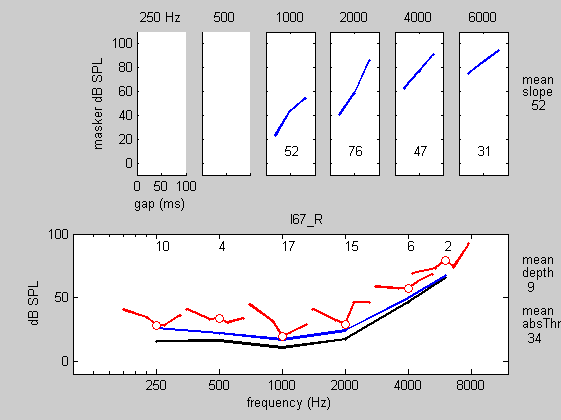 250 Hz 500 1000 2000 4000 6000
masker dB SPL
100
80
60
40
20
0
52 76 47 31
mean
slope
52
0 50 100
gap (ms)
l67_R
100
50
0
dB SPL
10 4 17 15 6 2
mean
depth
9
mean
absThr
34
250 500 1000 2000 4000 8000
frequency (Hz)